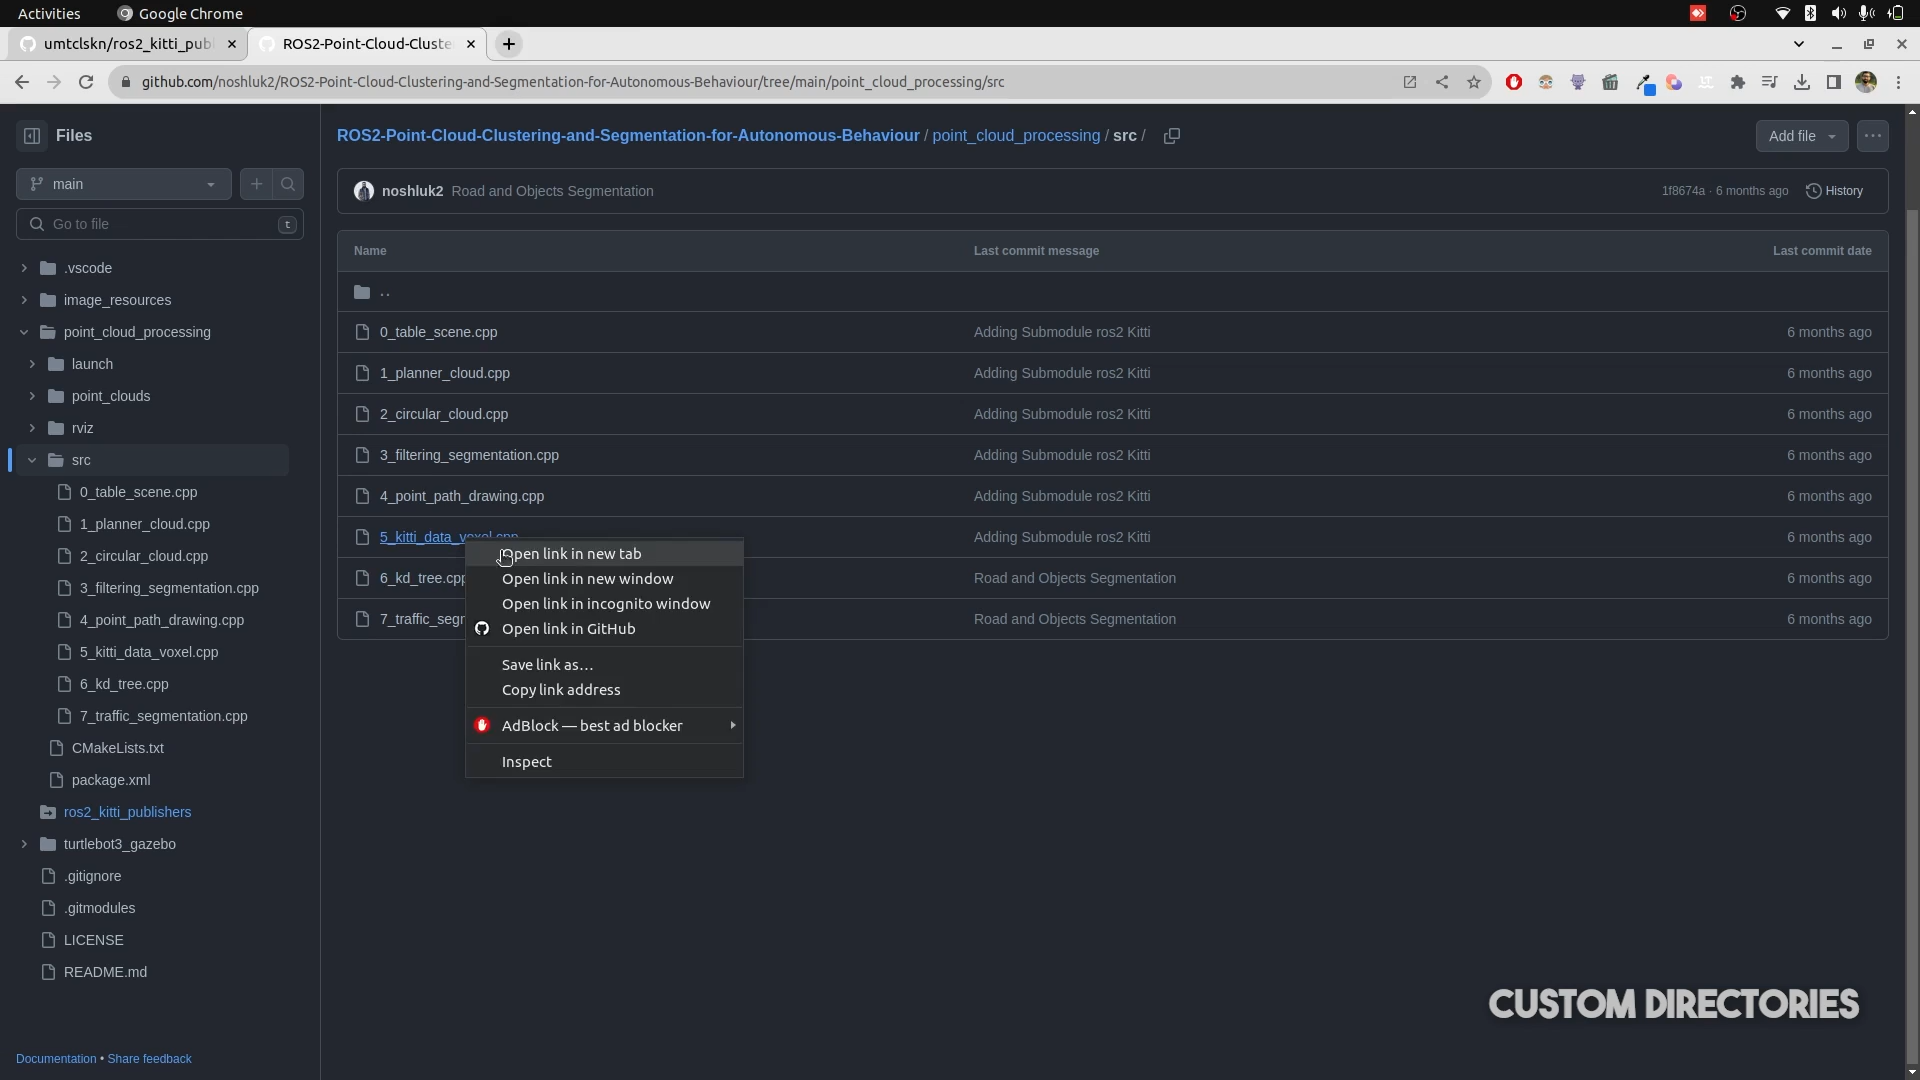 Activities
Google Chrome
umtclskn/ros2_kitti_publ
ROS2-Point-Cloud-Cluste
github.com/noshluk2/ROS2-Point-Cloud-Clustering-and-Segmentation-for-Autonomous-Behaviour/tree/main/point_cloud_processing/src
Files
ROS2-Point-Cloud-Clustering-and-Segmentation-for-Autonomous-Behaviour / point_cloud_processing / src /
Add file
main
noshluk2 Road and Objects Segmentation
1f8674a · 6 months ago
History
Go to file
t
Name
Last commit message
Last commit date
..
0_table_scene.cpp
Adding Submodule ros2 Kitti
6 months ago
1_planner_cloud.cpp
Adding Submodule ros2 Kitti
6 months ago
2_circular_cloud.cpp
Adding Submodule ros2 Kitti
6 months ago
3_filtering_segmentation.cpp
Adding Submodule ros2 Kitti
6 months ago
4_point_path_drawing.cpp
Adding Submodule ros2 Kitti
6 months ago
5_kitti_data_voxel.cpp
Adding Submodule ros2 Kitti
6 months ago
6_kd_tree.cpp
Road and Objects Segmentation
6 months ago
7_traffic_segr
Road and Objects Segmentation
6 months ago
Open link in new tab
Open link in new window
Open link in incognito window
Open link in GitHub
Save link as...
Copy link address
AdBlock — best ad blocker
Inspect
.vscode
image_resources
point_cloud_processing
launch
point_clouds
rviz
src
0_table_scene.cpp
1_planner_cloud.cpp
2_circular_cloud.cpp
3_filtering_segmentation.cpp
4_point_path_drawing.cpp
5_kitti_data_voxel.cpp
6_kd_tree.cpp
7_traffic_segmentation.cpp
CMakeLists.txt
package.xml
ros2_kitti_publishers
turtlebot3_gazebo
.gitignore
.gitmodules
LICENSE
README.md
Documentation • Share feedback
CUSTOM DIRECTORIES